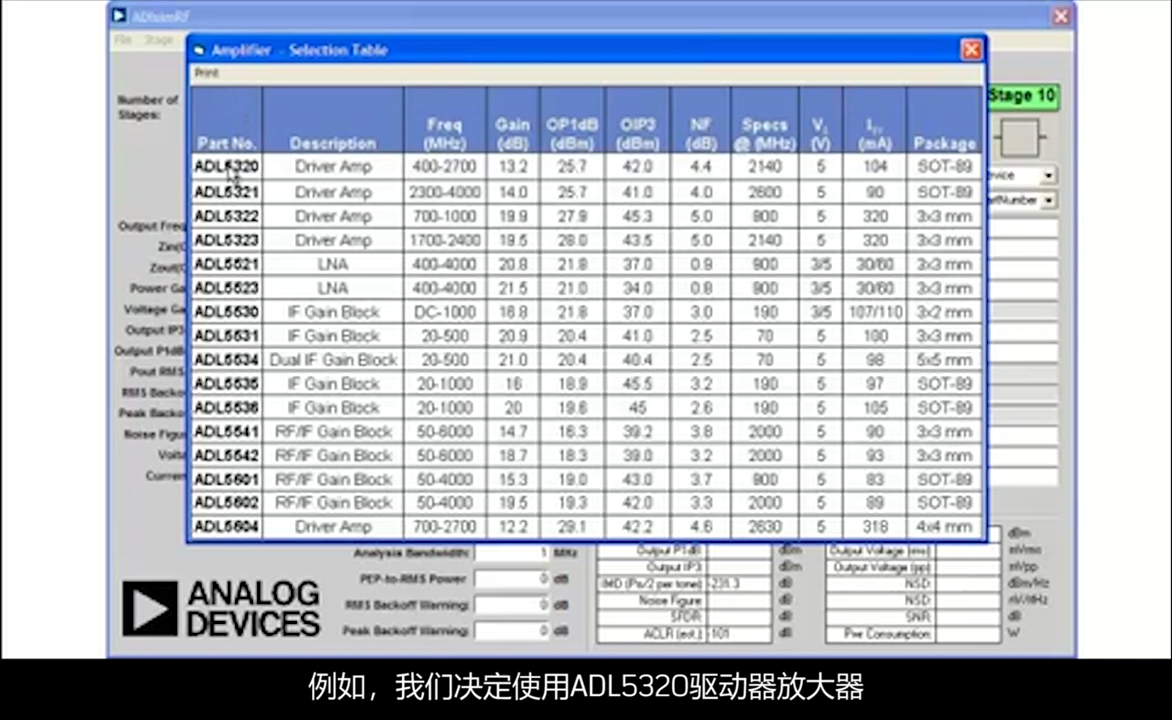 ADIsimRF
File Stage
Amplifier - Selection Table
Print
Number of
Stages:
Stage 10
Part No. Description Freq (MHz) Gain (dB) OP1dB (dBm) OIP3 (dBm) NF (dB) Specs @ (MHz) (V) (mA) Package
ADL5320 Driver Amp 400-2700 13.2 25.7 42.0 4.4 2140 5 104 SOT-89
ADL5321 Driver Amp 2300-4000 14.0 25.7 41.0 4.0 2600 5 90 SOT-89
ADL5322 Driver Amp 700-1000 19.9 27.9 45.3 5.0 900 5 320 3x3 mm
ADL5323 Driver Amp 1700-2400 19.5 28.0 43.5 5.0 2140 5 320 3x3 mm
ADL5521 LNA 400-4000 20.8 21.8 37.0 0.9 900 3/5 30/60 3x3 mm
ADL5523 LNA 400-4000 21.5 21.0 34.0 0.8 900 3/5 30/60 3x3 mm
ADL5530 IF Gain Block DC-1000 16.8 21.8 37.0 3.0 190 3/5 107/110 3x2 mm
ADL5531 IF Gain Block 20-500 20.9 20.4 41.0 2.5 70 5 100 3x3 mm
ADL5534 Dual IF Gain Block 20-500 21.0 20.4 40.4 2.5 70 5 98 5x5 mm
ADL5535 IF Gain Block 20-1000 16 18.9 45.5 3.2 190 5 97 SOT-89
ADL5536 IF Gain Block 20-1000 20 19.6 45 2.6 190 5 105 SOT-89
ADL5541 RF/IF Gain Block 50-6000 14.7 16.3 39.2 3.8 2000 5 90 3x3 mm
ADL5542 RF/IF Gain Block 50-6000 18.7 18.3 39.0 3.2 2000 5 93 3x3 mm
ADL5601 RF/IF Gain Block 50-4000 15.3 19.0 43.0 3.7 900 5 83 SOT-89
ADL5602 RF/IF Gain Block 50-4000 19.5 19.3 42.0 3.3 2000 5 89 SOT-89
ADL5604 Driver Amp 700-2700 12.2 29.1 42.2 4.6 2630 5 318 4x4 mm
Output Freq
Power Ga
Voltage Ga
Output IP3
Output P1dB
Pout RMS
RMS Backo
Peak Backo
Noise Figu
Volta
Curren
Analysis Bandwidth: 1 MHz
PEP-to-RMS Power 0 dB
RMS Backoff Warning: 0 dB
Peak Backoff Warning: 0 dB
Output P1dB dBm
Output IP3 dBm
IMD (Ps/2 per tone) -231.3 dB
Noise Figure dB
SFDR dB
ACLR (est.) -101 dB
dBm
Output Voltage (rms) mVrms
Output Voltage (pp) mVpp
NSD dBm/Hz
NSD nV/rtHz
SNR dB
Pwr Consumption W
ANALOG
DEVICES
例如，我们决定使用ADL5320驱动器放大器